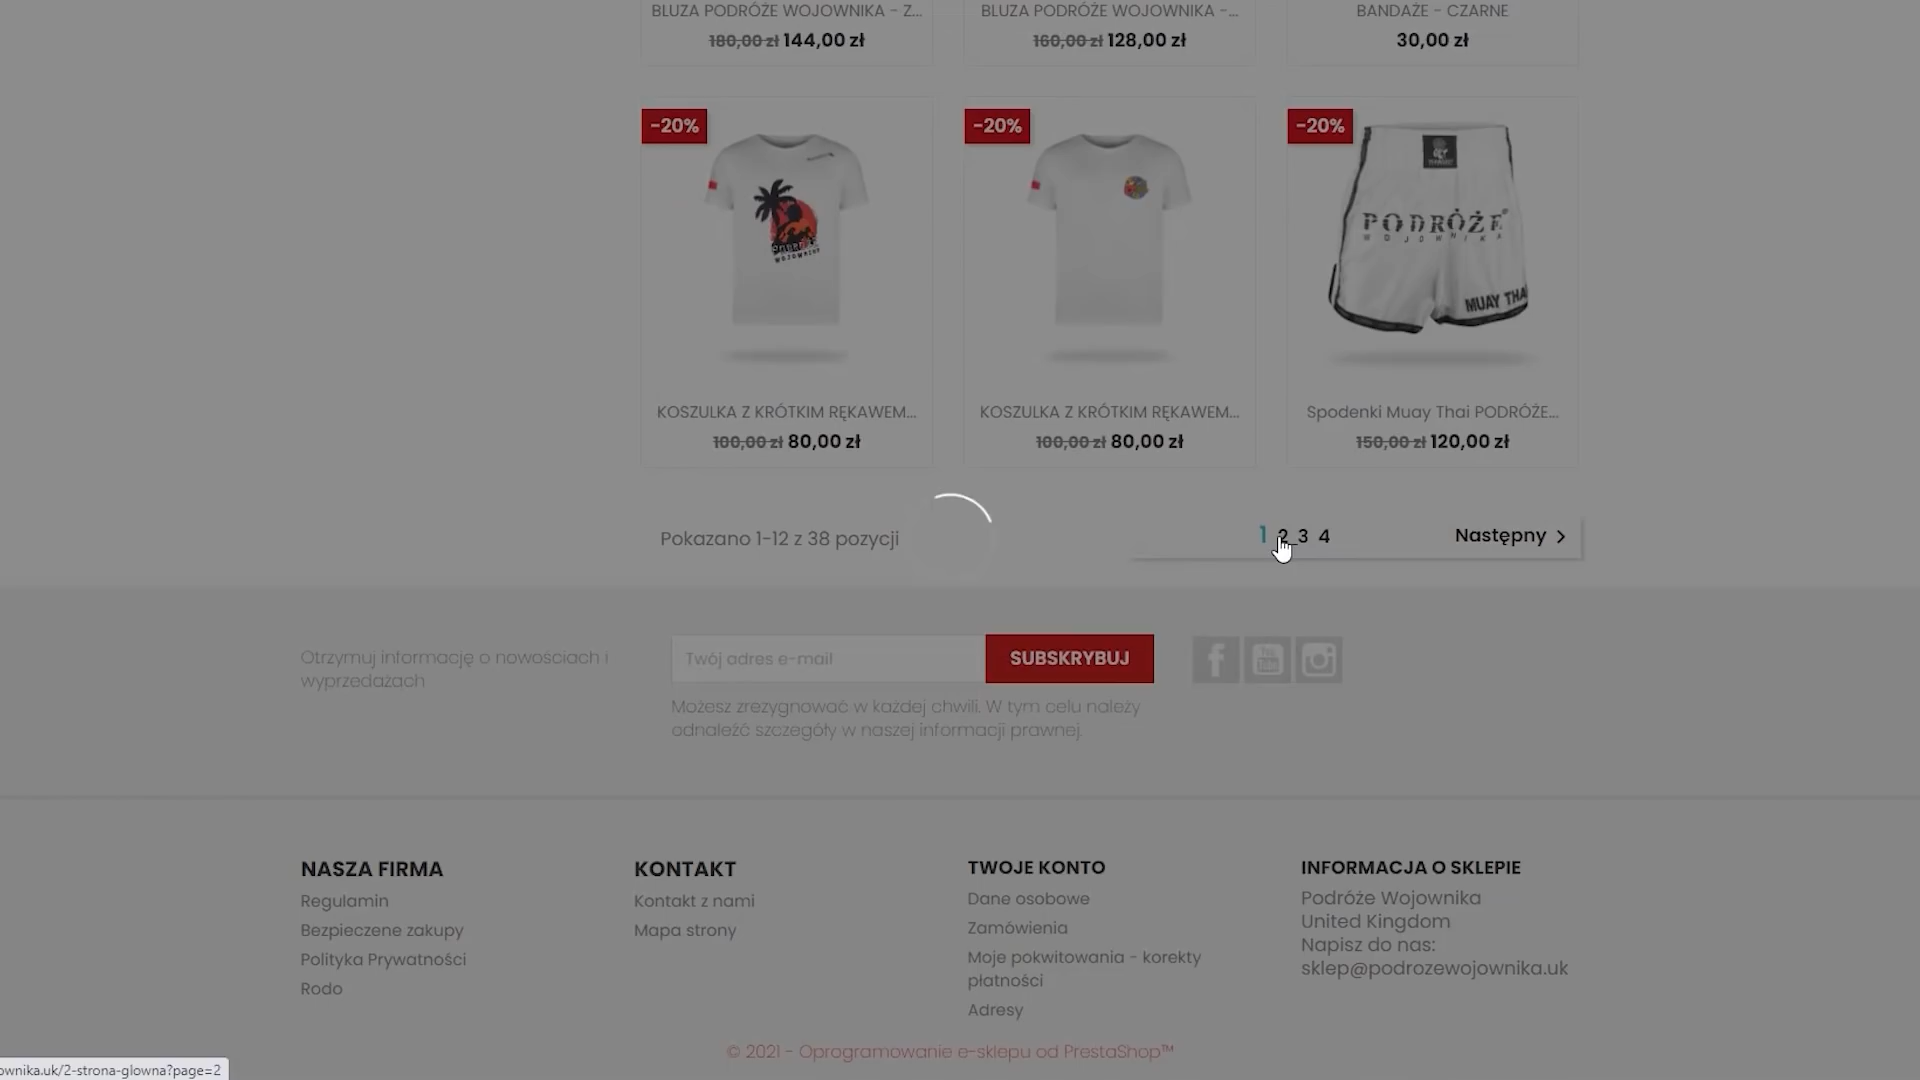 BLUZA PODRÓŻE WOJOWNIKA - Z...
BLUZA PODRÓŻE WOJOWNIKA -...
BANDAŻE - CZARNE
180,00 zł 144,00 zł
160,00 zł 128,00 zł
30,00 zł
-20%
-20%
-20%
PODRÓŻE
WOJOWNIKA
PODRÓŻE
WOJOWNIKA
MUAY THA
KOSZULKA Z KRÓTKIM RĘKAWEM...
KOSZULKA Z KRÓTKIM RĘKAWEM...
Spodenki Muay Thai PODRÓŻE...
100,00 zł 80,00 zł
100,00 zł 80,00 zł
150,00 zł 120,00 zł
Pokazano 1-12 z 38 pozycji
1 2 3 4
Następny
Otrzymuj informację o nowościach i
wyprzedażach
Twój adres e-mail
SUBSKRYBUJ
You
Tube
Możesz zrezygnować w każdej chwili. W tym celu należy
odnaleźć szczegóły w naszej informacji prawnej.
NASZA FIRMA
Regulamin
Bezpieczene zakupy
Polityka Prywatności
Rodo
KONTAKT
Kontakt z nami
Mapa strony
TWOJE KONTO
Dane osobowe
Zamówienia
Moje pokwitowania - korekty
płatności
Adresy
INFORMACJA O SKLEPIE
Podróże Wojownika
United Kingdom
Napisz do nas:
sklep@podrozewojownika.uk
© 2021 - Oprogramowanie e-sklepu od PrestaShop™
ownika.uk/2-strona-glowna?page=2